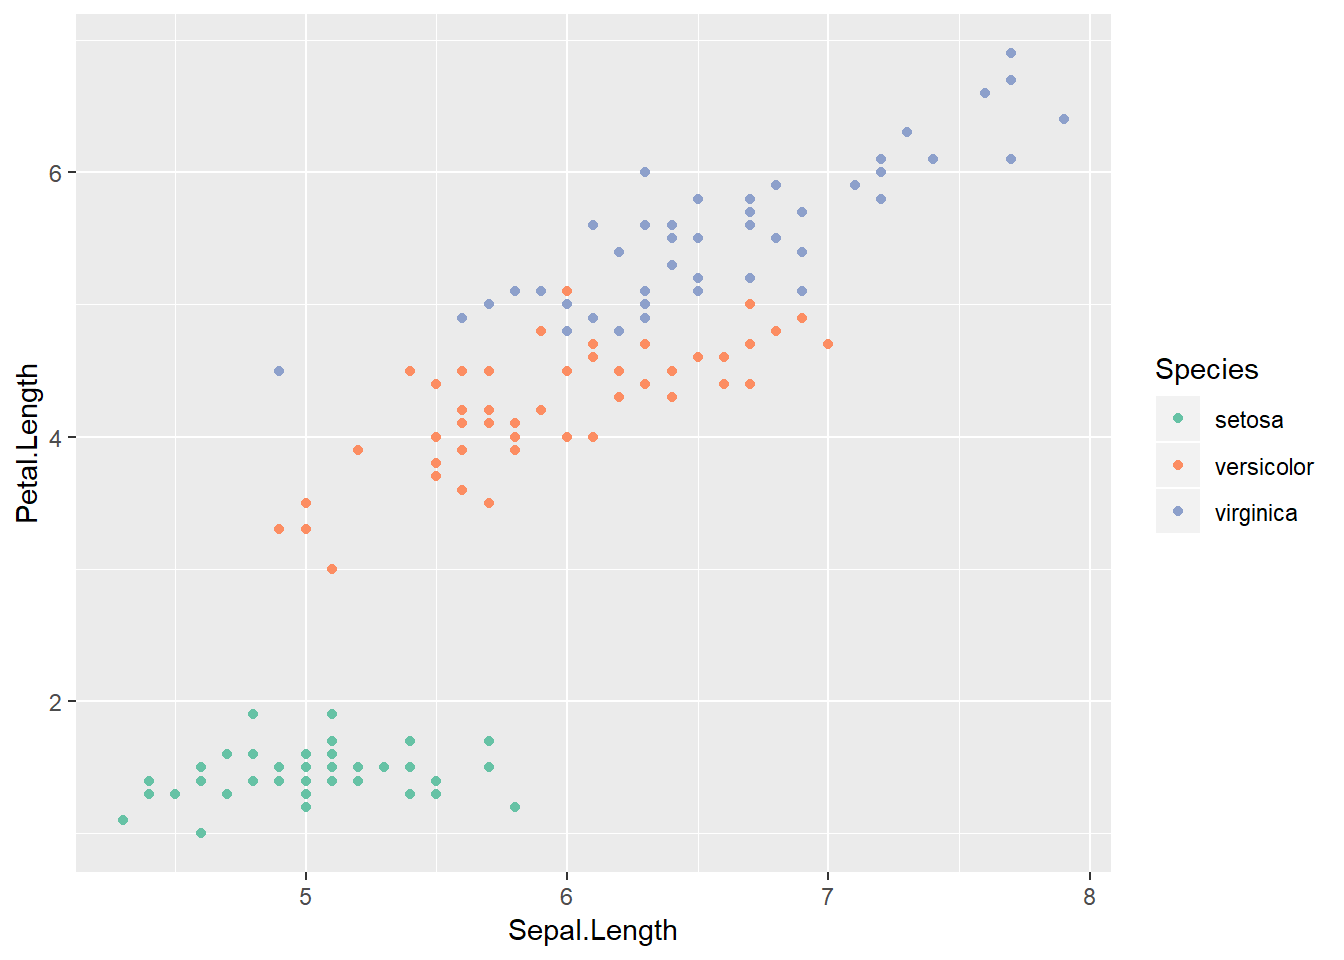 6
4
2
Petal.Length
5 6 7 8
Sepal.Length
Species
setosa
versicolor
virginica